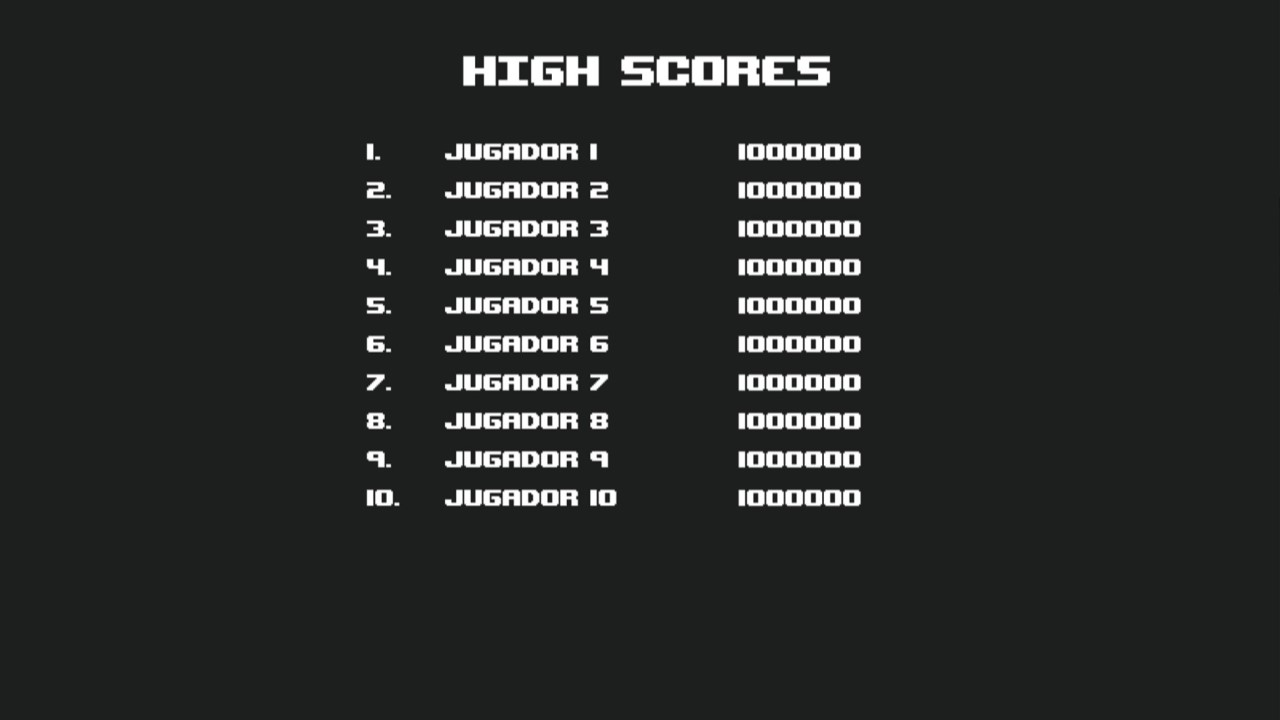 HIGH SCORES
1. JUGADOR 1 1000000
2. JUGADOR 2 1000000
3. JUGADOR 3 1000000
4. JUGADOR 4 1000000
5. JUGADOR 5 1000000
6. JUGADOR 6 1000000
7. JUGADOR 7 1000000
8. JUGADOR 8 1000000
9. JUGADOR 9 1000000
10. JUGADOR 10 1000000